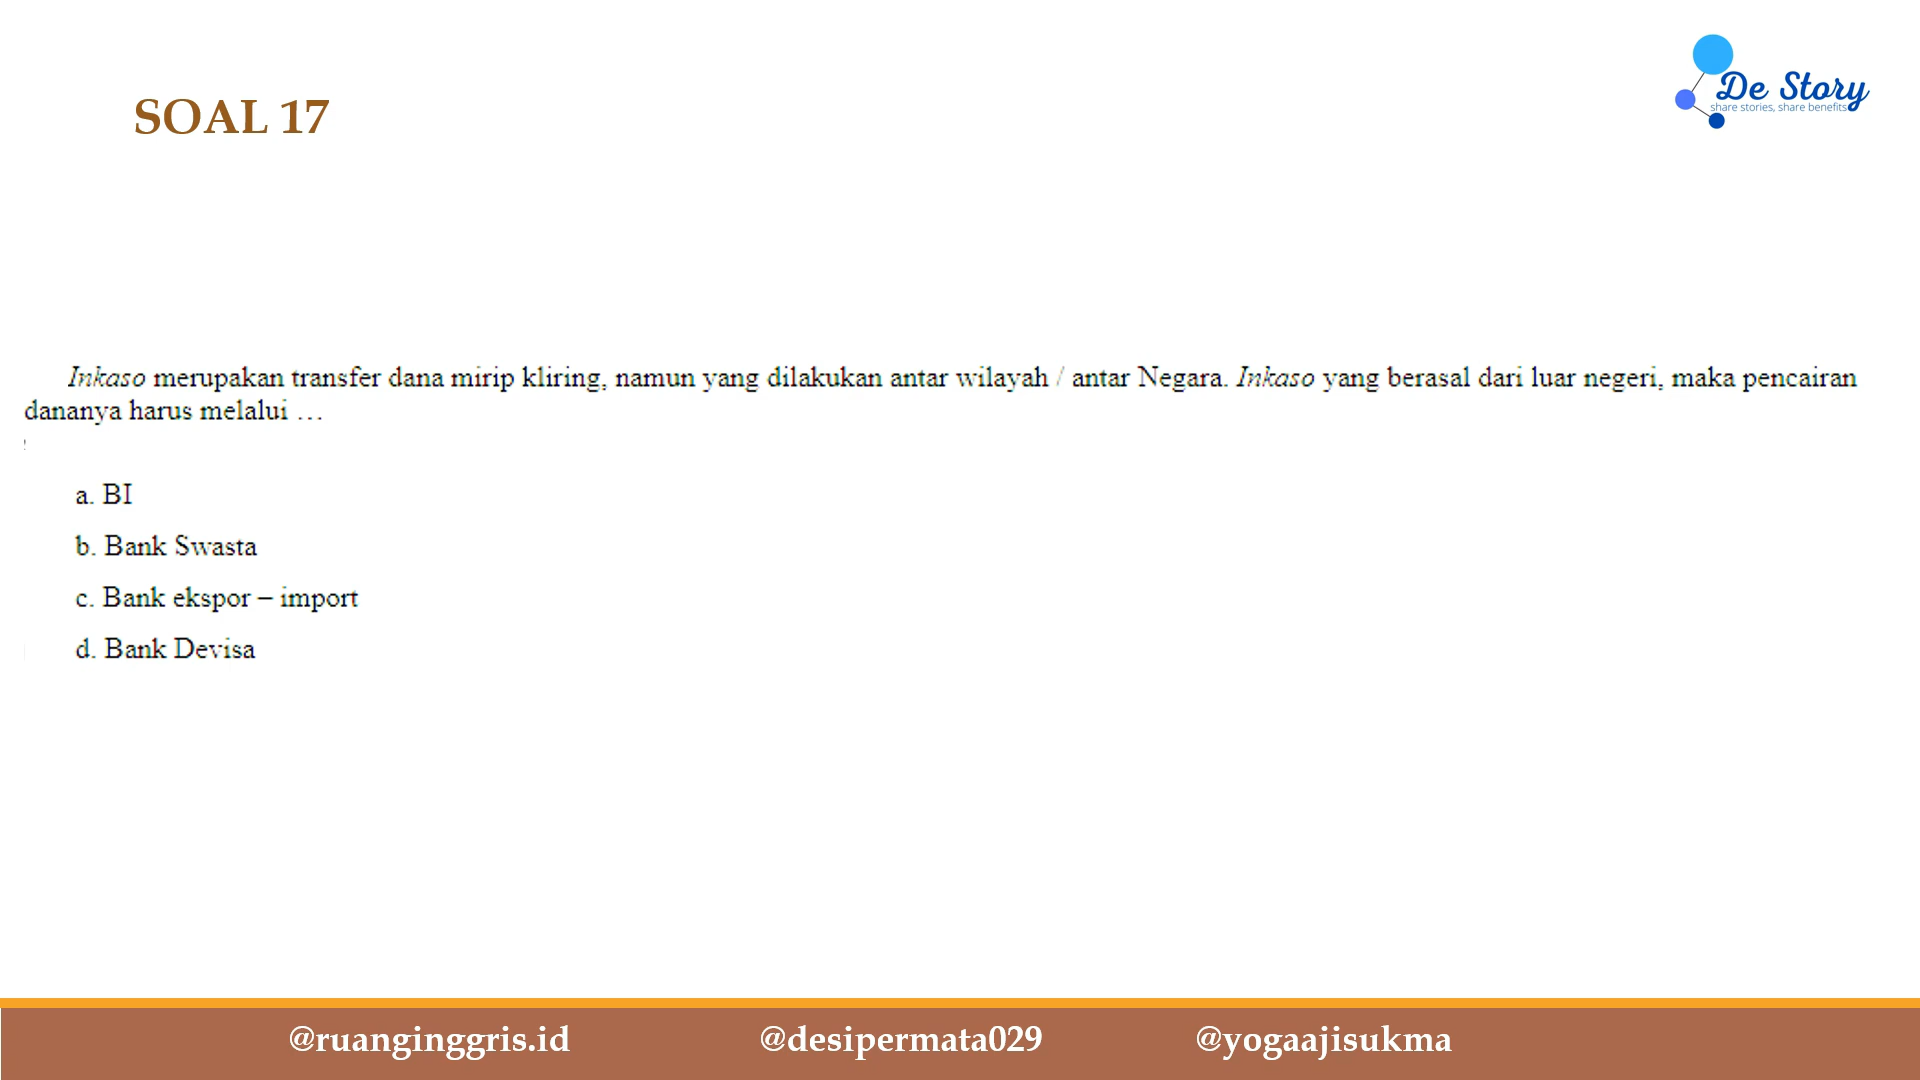 De Story
share stories, share benefits
SOAL 17
Inkaso merupakan transfer dana mirip kliring, namun yang dilakukan antar wilayah / antar Negara. Inkaso yang berasal dari luar negeri, maka pencairan
dananya harus melalui …
a. BI
b. Bank Swasta
c. Bank ekspor – import
d. Bank Devisa
@ruanginggris.id @desipermata029 @yogaajisukma